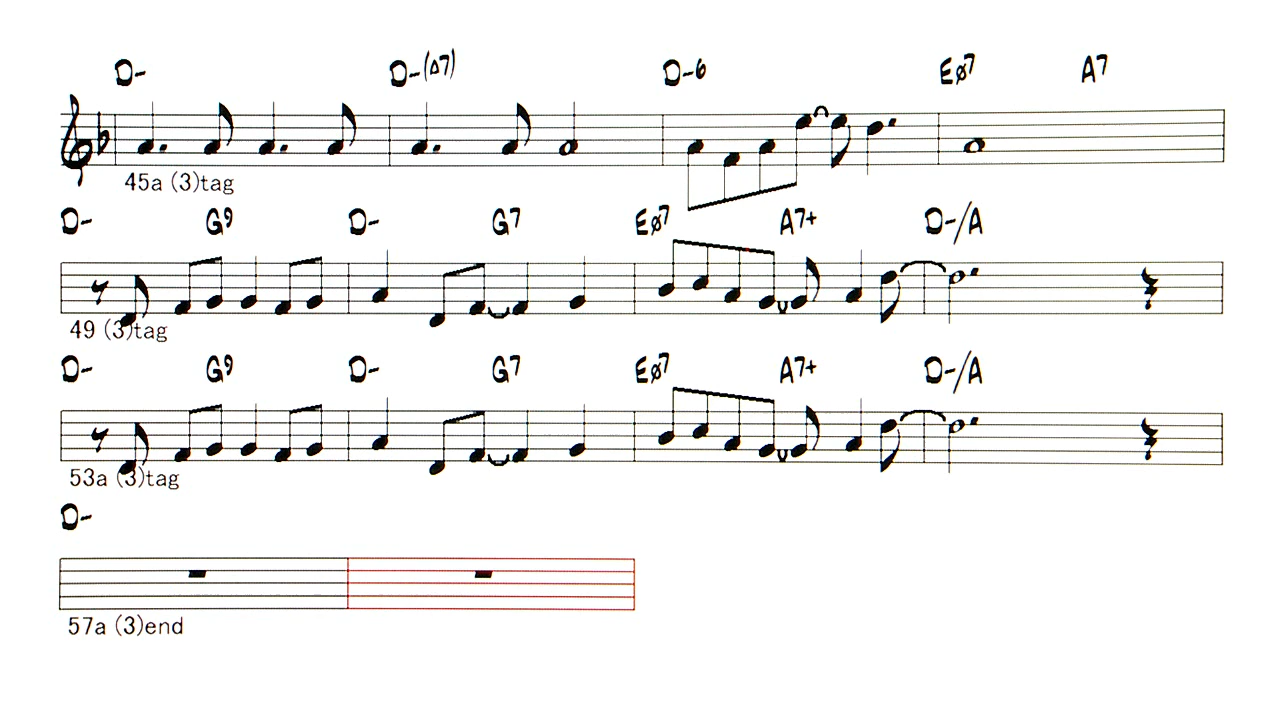 D- D-(Δ7) D-6 Eø7 A7
45a (3)tag
D- G9 D- G7 Eø7 A7+ D-/A
49 (3)tag
D- G9 D- G7 Eø7 A7+ D-/A
53a (3)tag
D-
57a (3)end